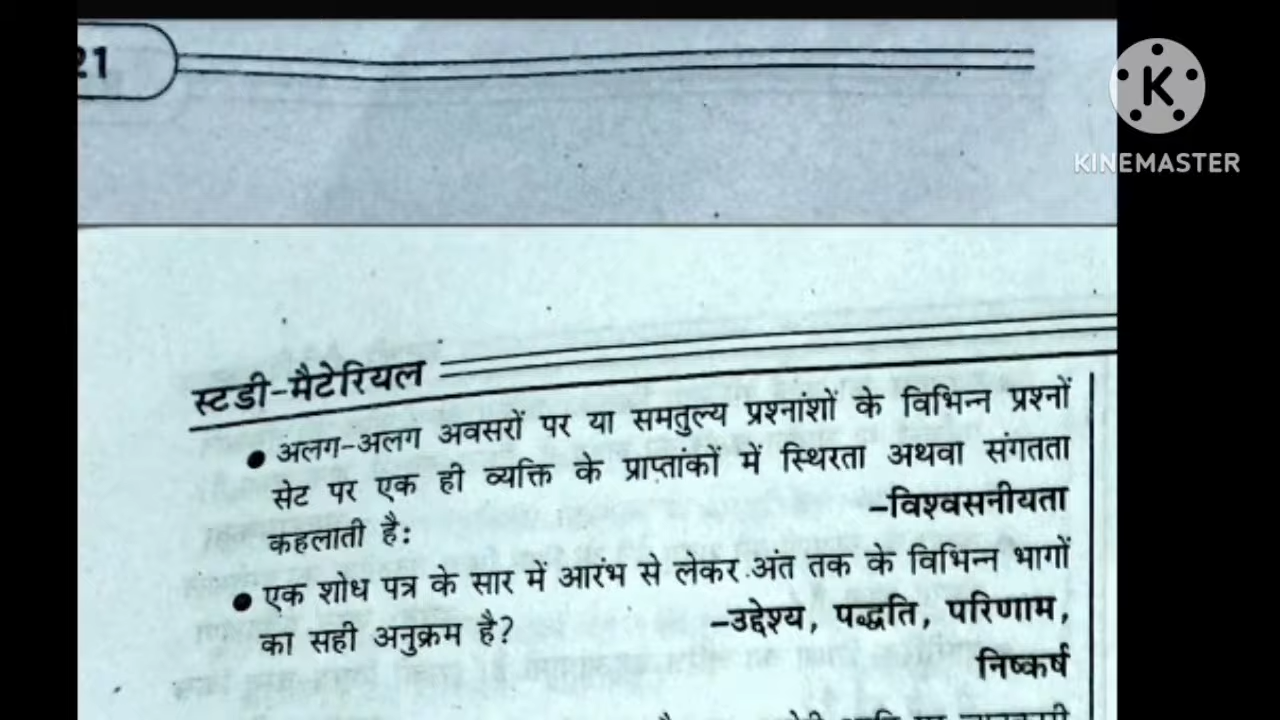 21
K
KINEMASTER
स्टडी-मैटेरियल
• अलग-अलग अवसरों पर या समतुल्य प्रश्नांशों के विभिन्न प्रश्नों
सेट पर एक ही व्यक्ति के प्राप्तांकों में स्थिरता अथवा संगतता
कहलाती है: -विश्वसनीयता
• एक शोध पत्र के सार में आरंभ से लेकर अंत तक के विभिन्न भागों
का सही अनुक्रम है? -उद्देश्य, पद्धति, परिणाम,
निष्कर्ष